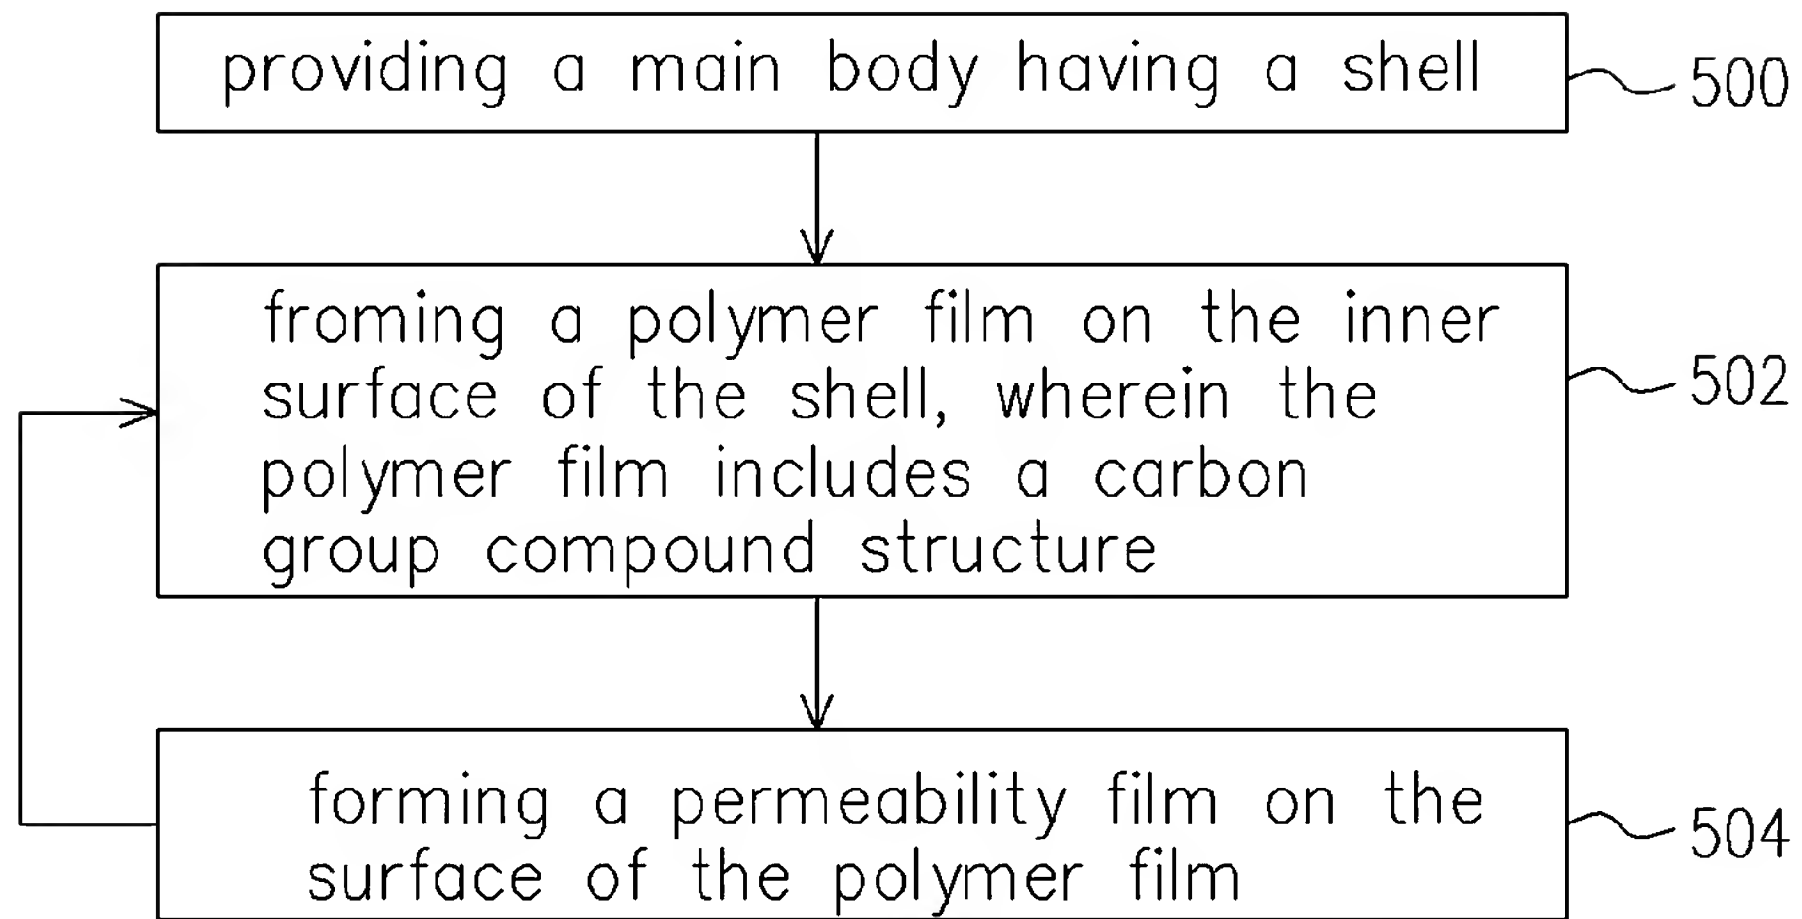 providing a main body having a shell
500
froming a polymer film on the inner
surface of the shell, wherein the
polymer film includes a carbon
group compound structure
502
forming a permeability film on the
surface of the polymer film
504